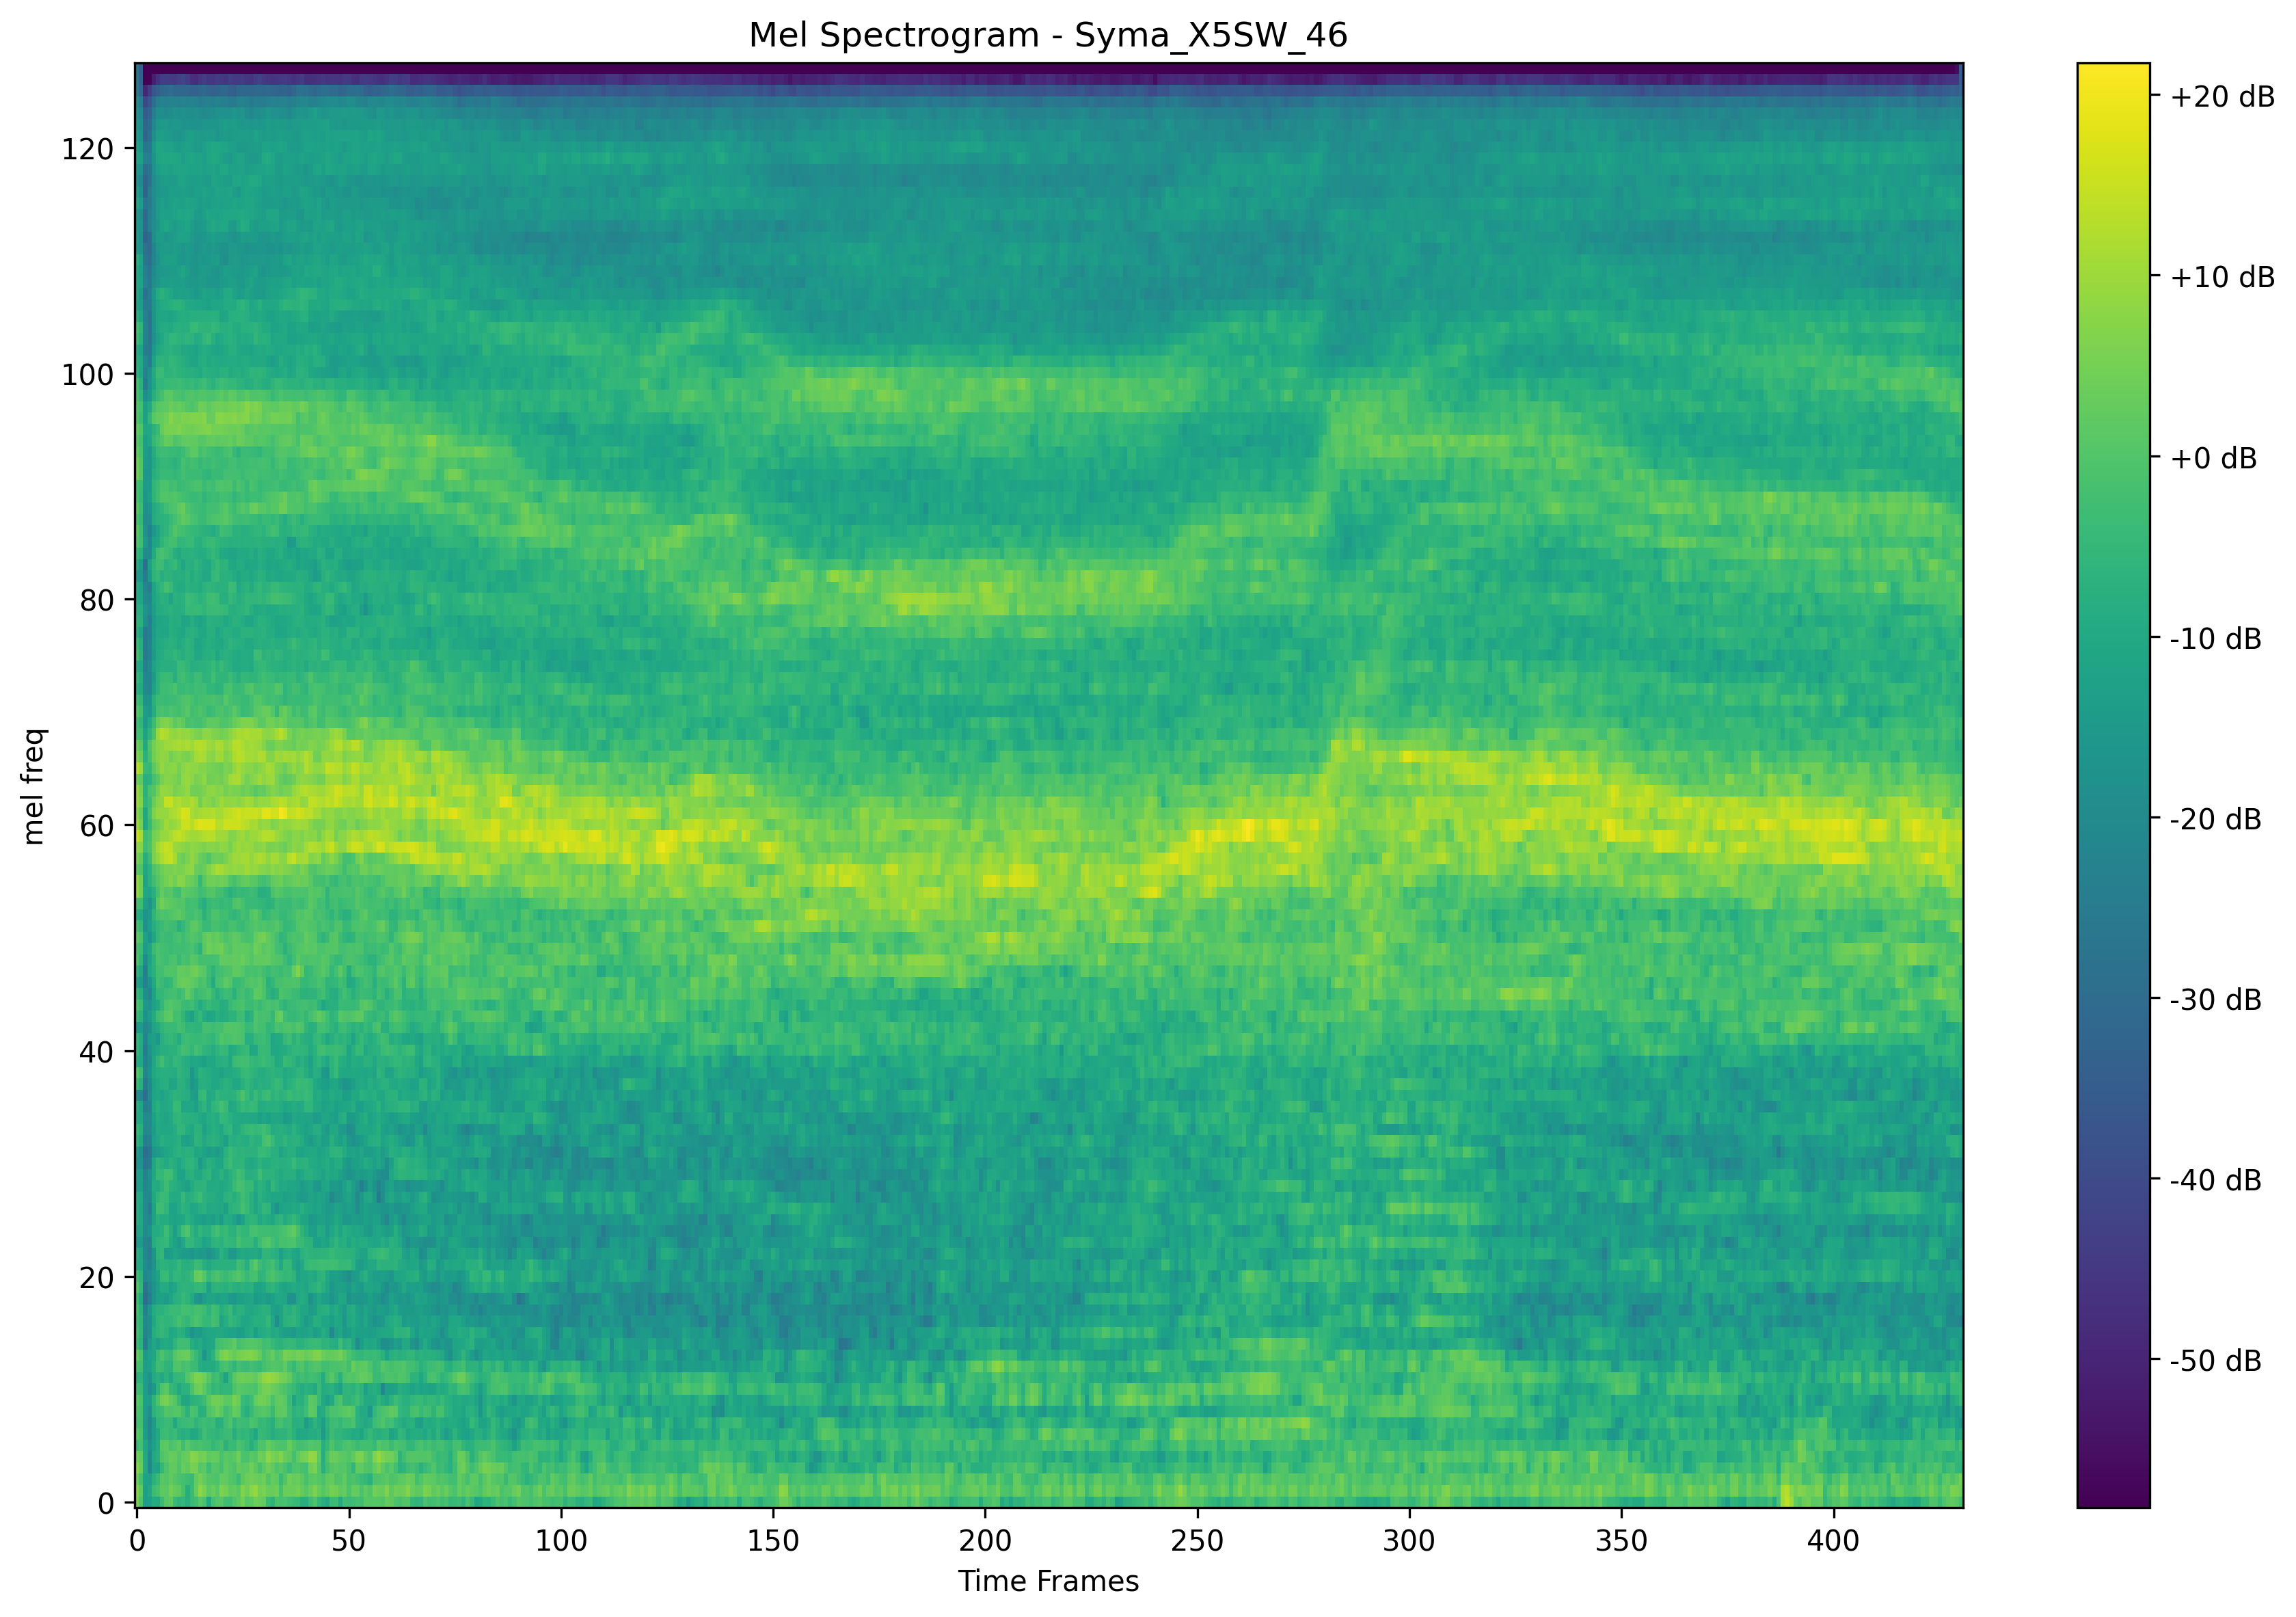 Mel Spectrogram - Syma_X5SW_46
mel freq
120
100
80
60
40
20
0
0 50 100 150 200 250 300 350 400
Time Frames
+20 dB
+10 dB
+0 dB
-10 dB
-20 dB
-30 dB
-40 dB
-50 dB